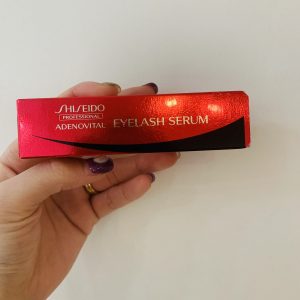 SHISEIDO
PROFESSIONAL
ADENOVITAL
EYELASH SERUM